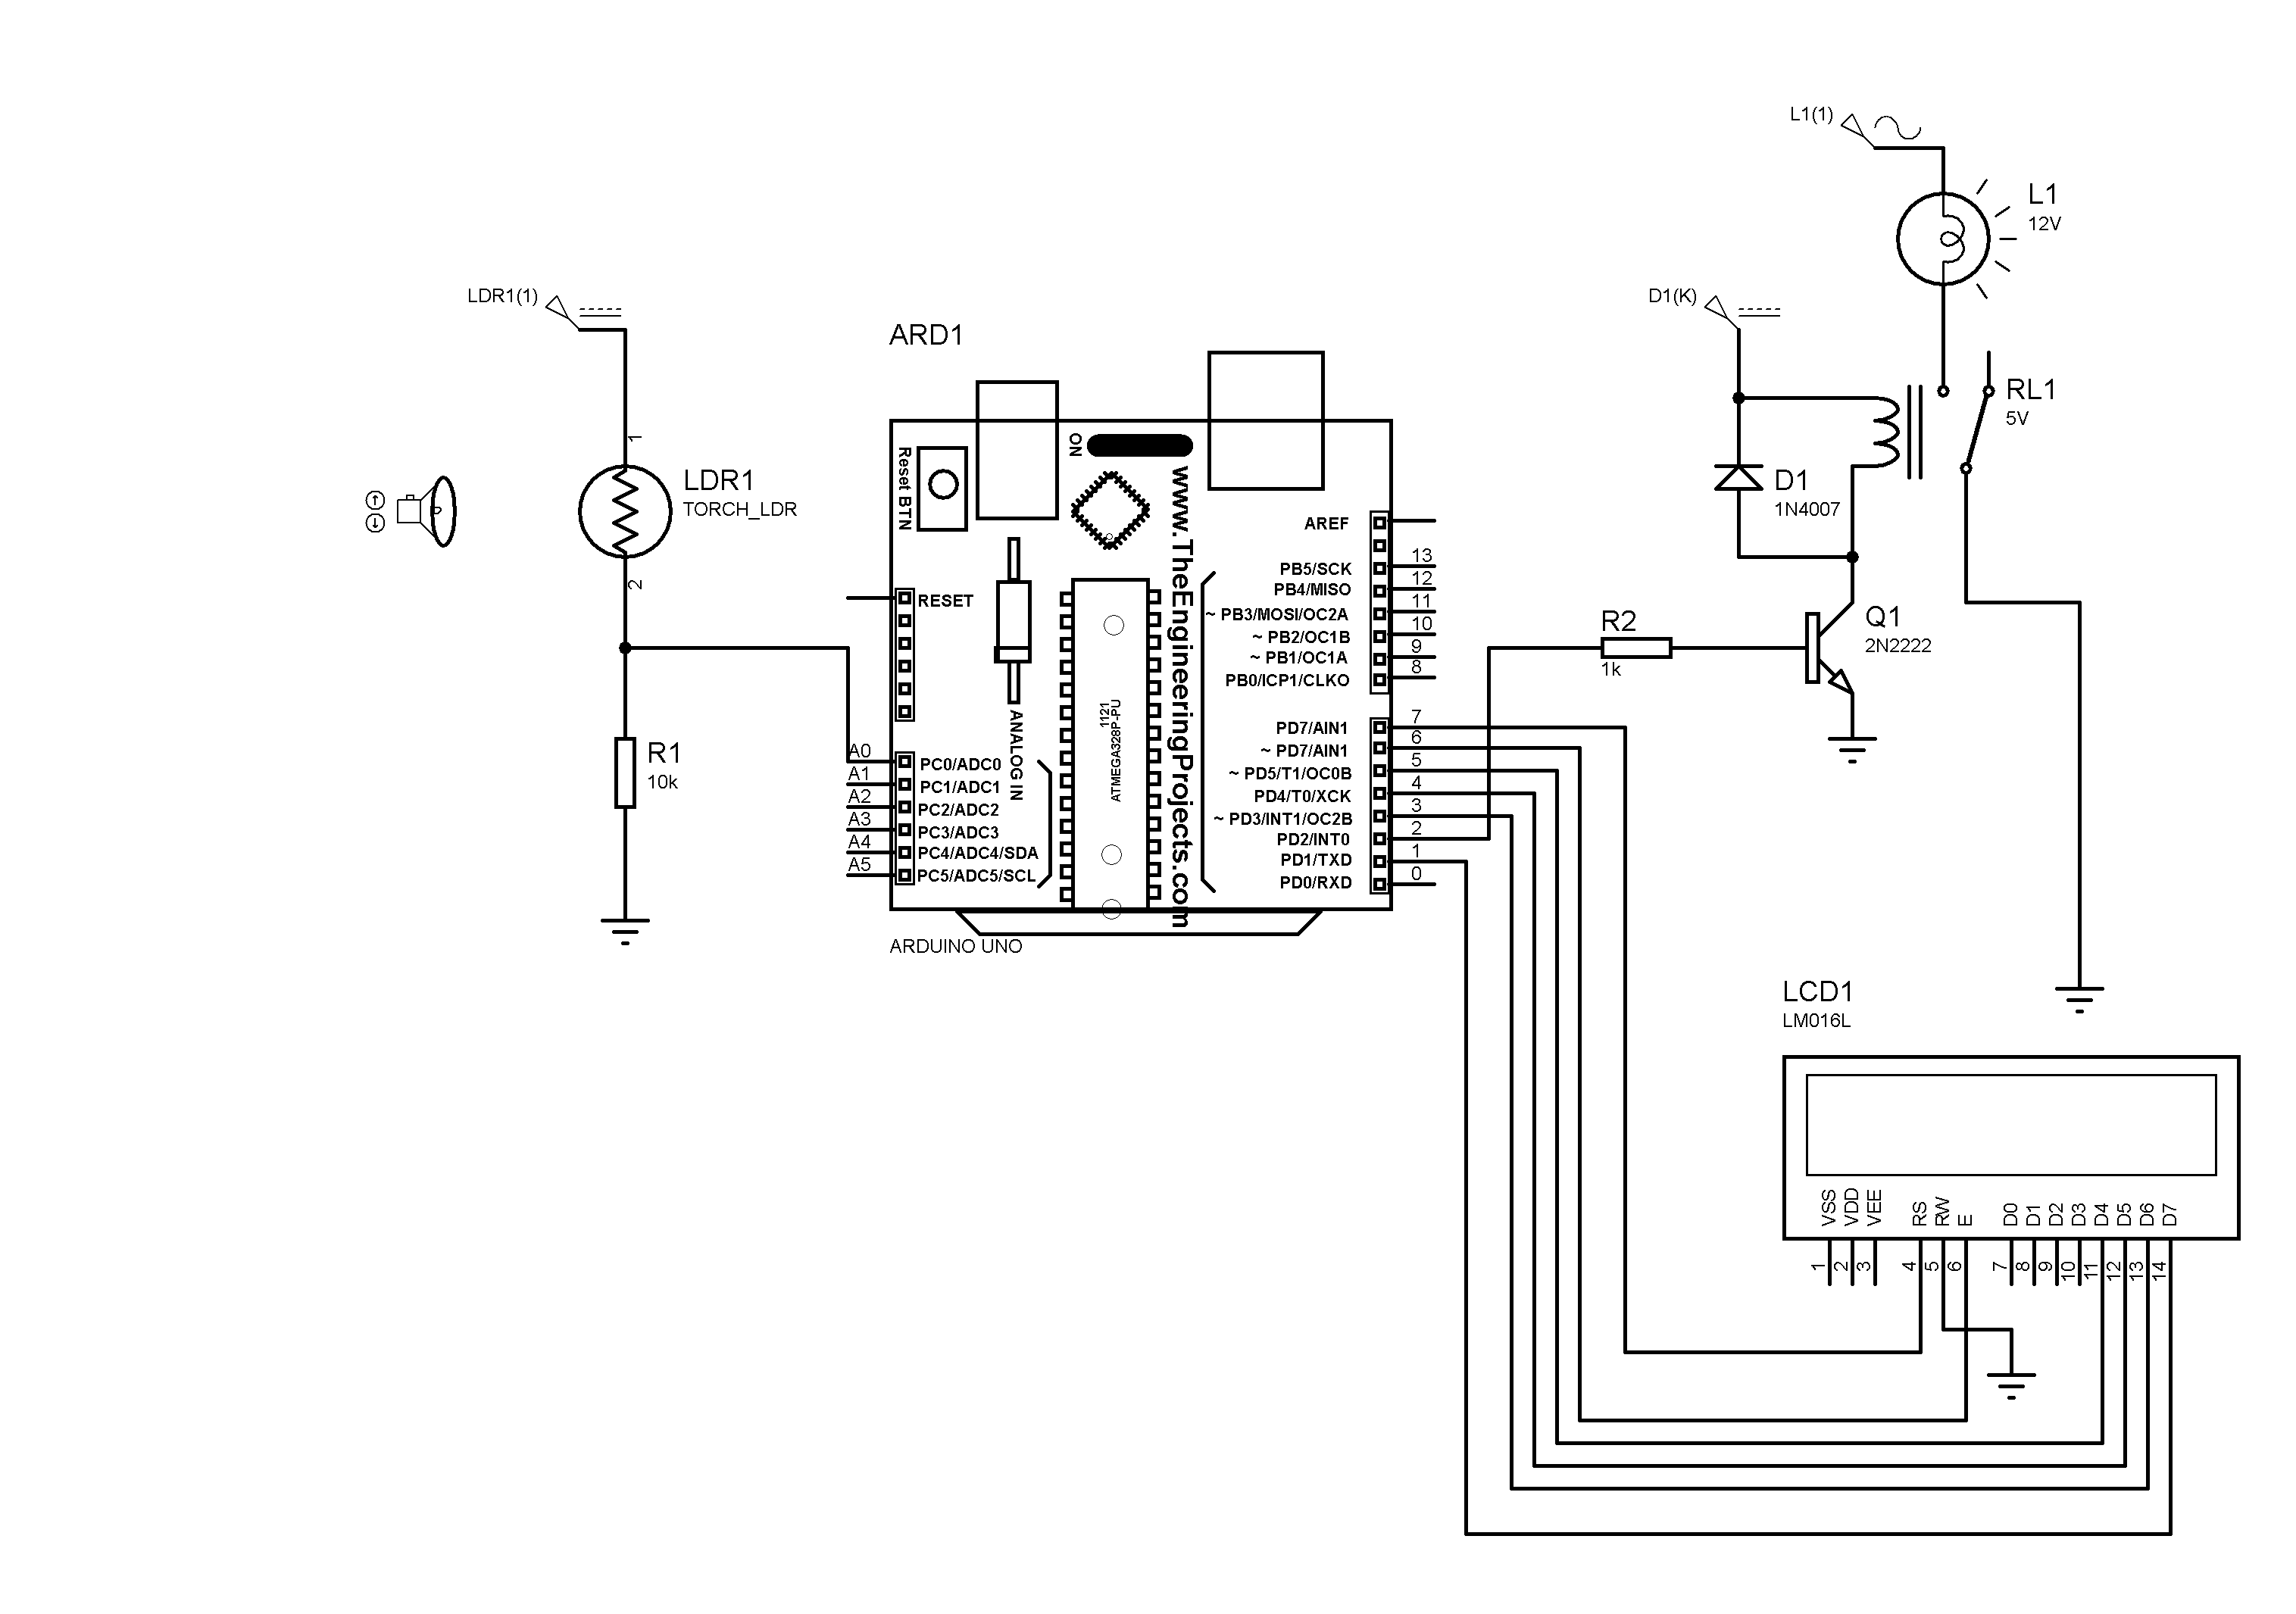 L1(1)
L1
12V
LDR1(1)
D1(K)
ARD1
RL1
5V
LDR1
TORCH_LDR
1
2
D1
1N4007
Reset BTN
ON
www.TheEngineeringProjects.com
RESET
ANALOG IN
1121
ATMEGA328P-PU
AREF
PB5/SCK 13
PB4/MISO 12
~ PB3/MOSI/OC2A 11
~ PB2/OC1B 10
~ PB1/OC1A 9
PB0/ICP1/CLKO 8
R2
1k
Q1
2N2222
R1
10k
A0 PC0/ADC0
A1 PC1/ADC1
A2 PC2/ADC2
A3 PC3/ADC3
A4 PC4/ADC4/SDA
A5 PC5/ADC5/SCL
PD7/AIN1 7
~ PD7/AIN1 6
~ PD5/T1/OC0B 5
PD4/T0/XCK 4
~ PD3/INT1/OC2B 3
PD2/INT0 2
PD1/TXD 1
PD0/RXD 0
ARDUINO UNO
LCD1
LM016L
VSS VDD VEE RS RW E D0 D1 D2 D3 D4 D5 D6 D7
1 2 3 4 5 6 7 8 9 10 11 12 13 14